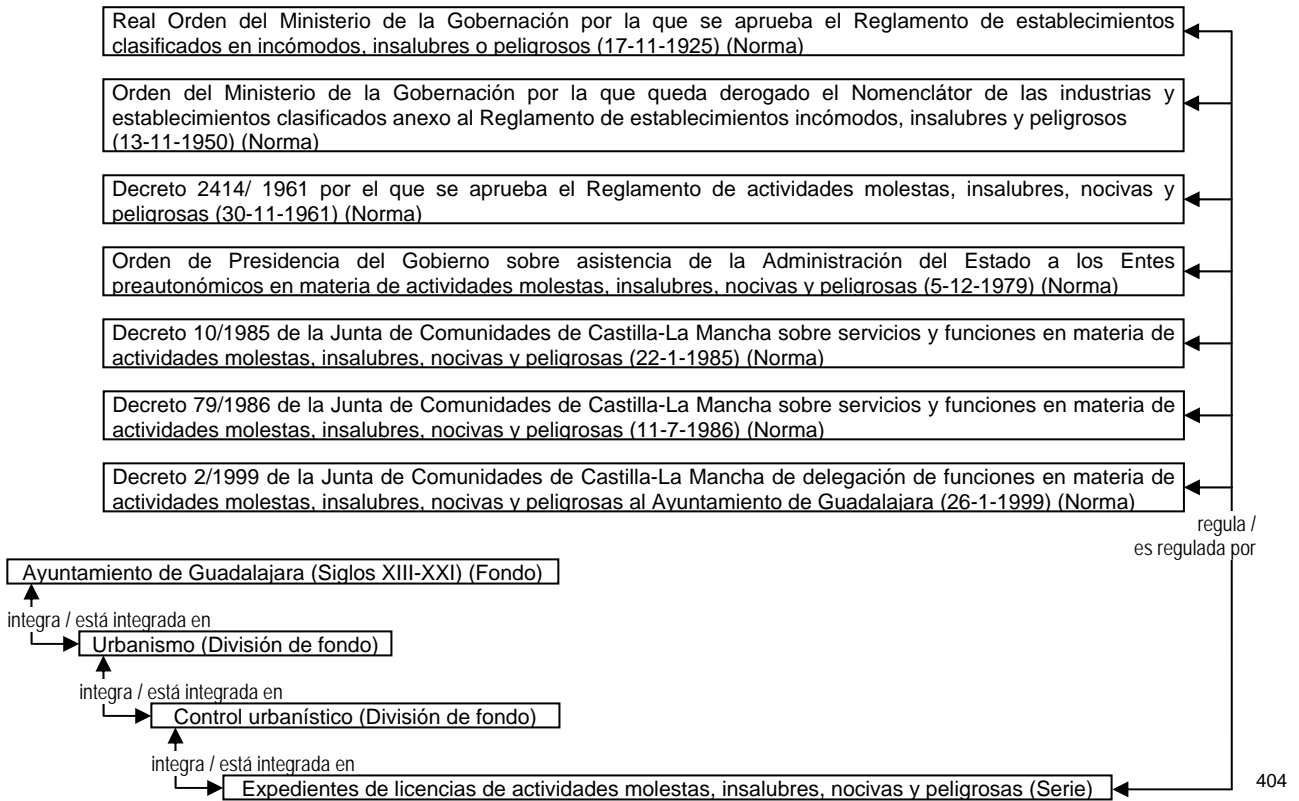 Real Orden del Ministerio de la Gobernación por la que se aprueba el Reglamento de establecimientos
clasificados en incómodos, insalubres o peligrosos (17-11-1925) (Norma)
Orden del Ministerio de la Gobernación por la que queda derogado el Nomenclátor de las industrias y
establecimientos clasificados anexo al Reglamento de establecimientos incómodos, insalubres y peligrosos
(13-11-1950) (Norma)
Decreto 2414/ 1961 por el que se aprueba el Reglamento de actividades molestas, insalubres, nocivas y
peligrosas (30-11-1961) (Norma)
Orden de Presidencia del Gobierno sobre asistencia de la Administración del Estado a los Entes
preautonómicos en materia de actividades molestas, insalubres, nocivas y peligrosas (5-12-1979) (Norma)
Decreto 10/1985 de la Junta de Comunidades de Castilla-La Mancha sobre servicios y funciones en materia de
actividades molestas, insalubres, nocivas y peligrosas (22-1-1985) (Norma)
Decreto 79/1986 de la Junta de Comunidades de Castilla-La Mancha sobre servicios y funciones en materia de
actividades molestas, insalubres, nocivas y peligrosas (11-7-1986) (Norma)
Decreto 2/1999 de la Junta de Comunidades de Castilla-La Mancha de delegación de funciones en materia de
actividades molestas, insalubres, nocivas y peligrosas al Ayuntamiento de Guadalajara (26-1-1999) (Norma)
regula /
es regulada por
Ayuntamiento de Guadalajara (Siglos XIII-XXI) (Fondo)
integra / está integrada en
Urbanismo (División de fondo)
integra / está integrada en
Control urbanístico (División de fondo)
integra / está integrada en
Expedientes de licencias de actividades molestas, insalubres, nocivas y peligrosas (Serie)
404